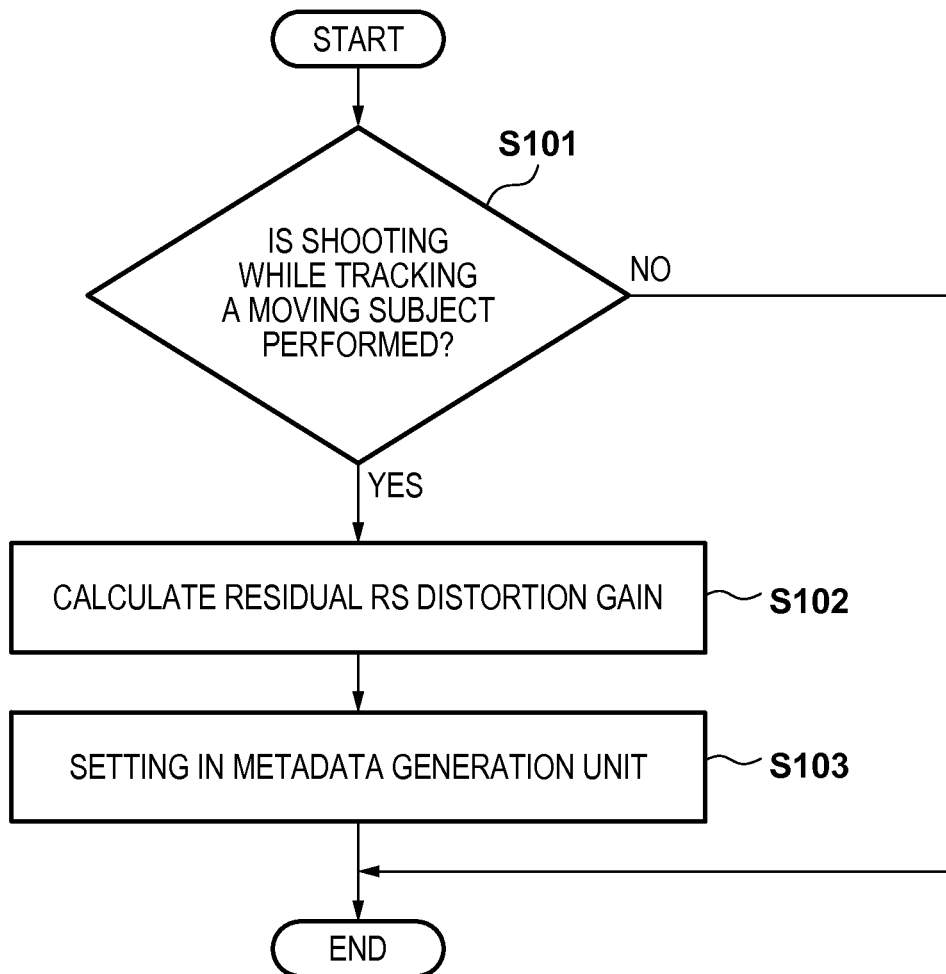 START
S101
IS SHOOTING
WHILE TRACKING
A MOVING SUBJECT
PERFORMED?
NO
YES
CALCULATE RESIDUAL RS DISTORTION GAIN
S102
SETTING IN METADATA GENERATION UNIT
S103
END